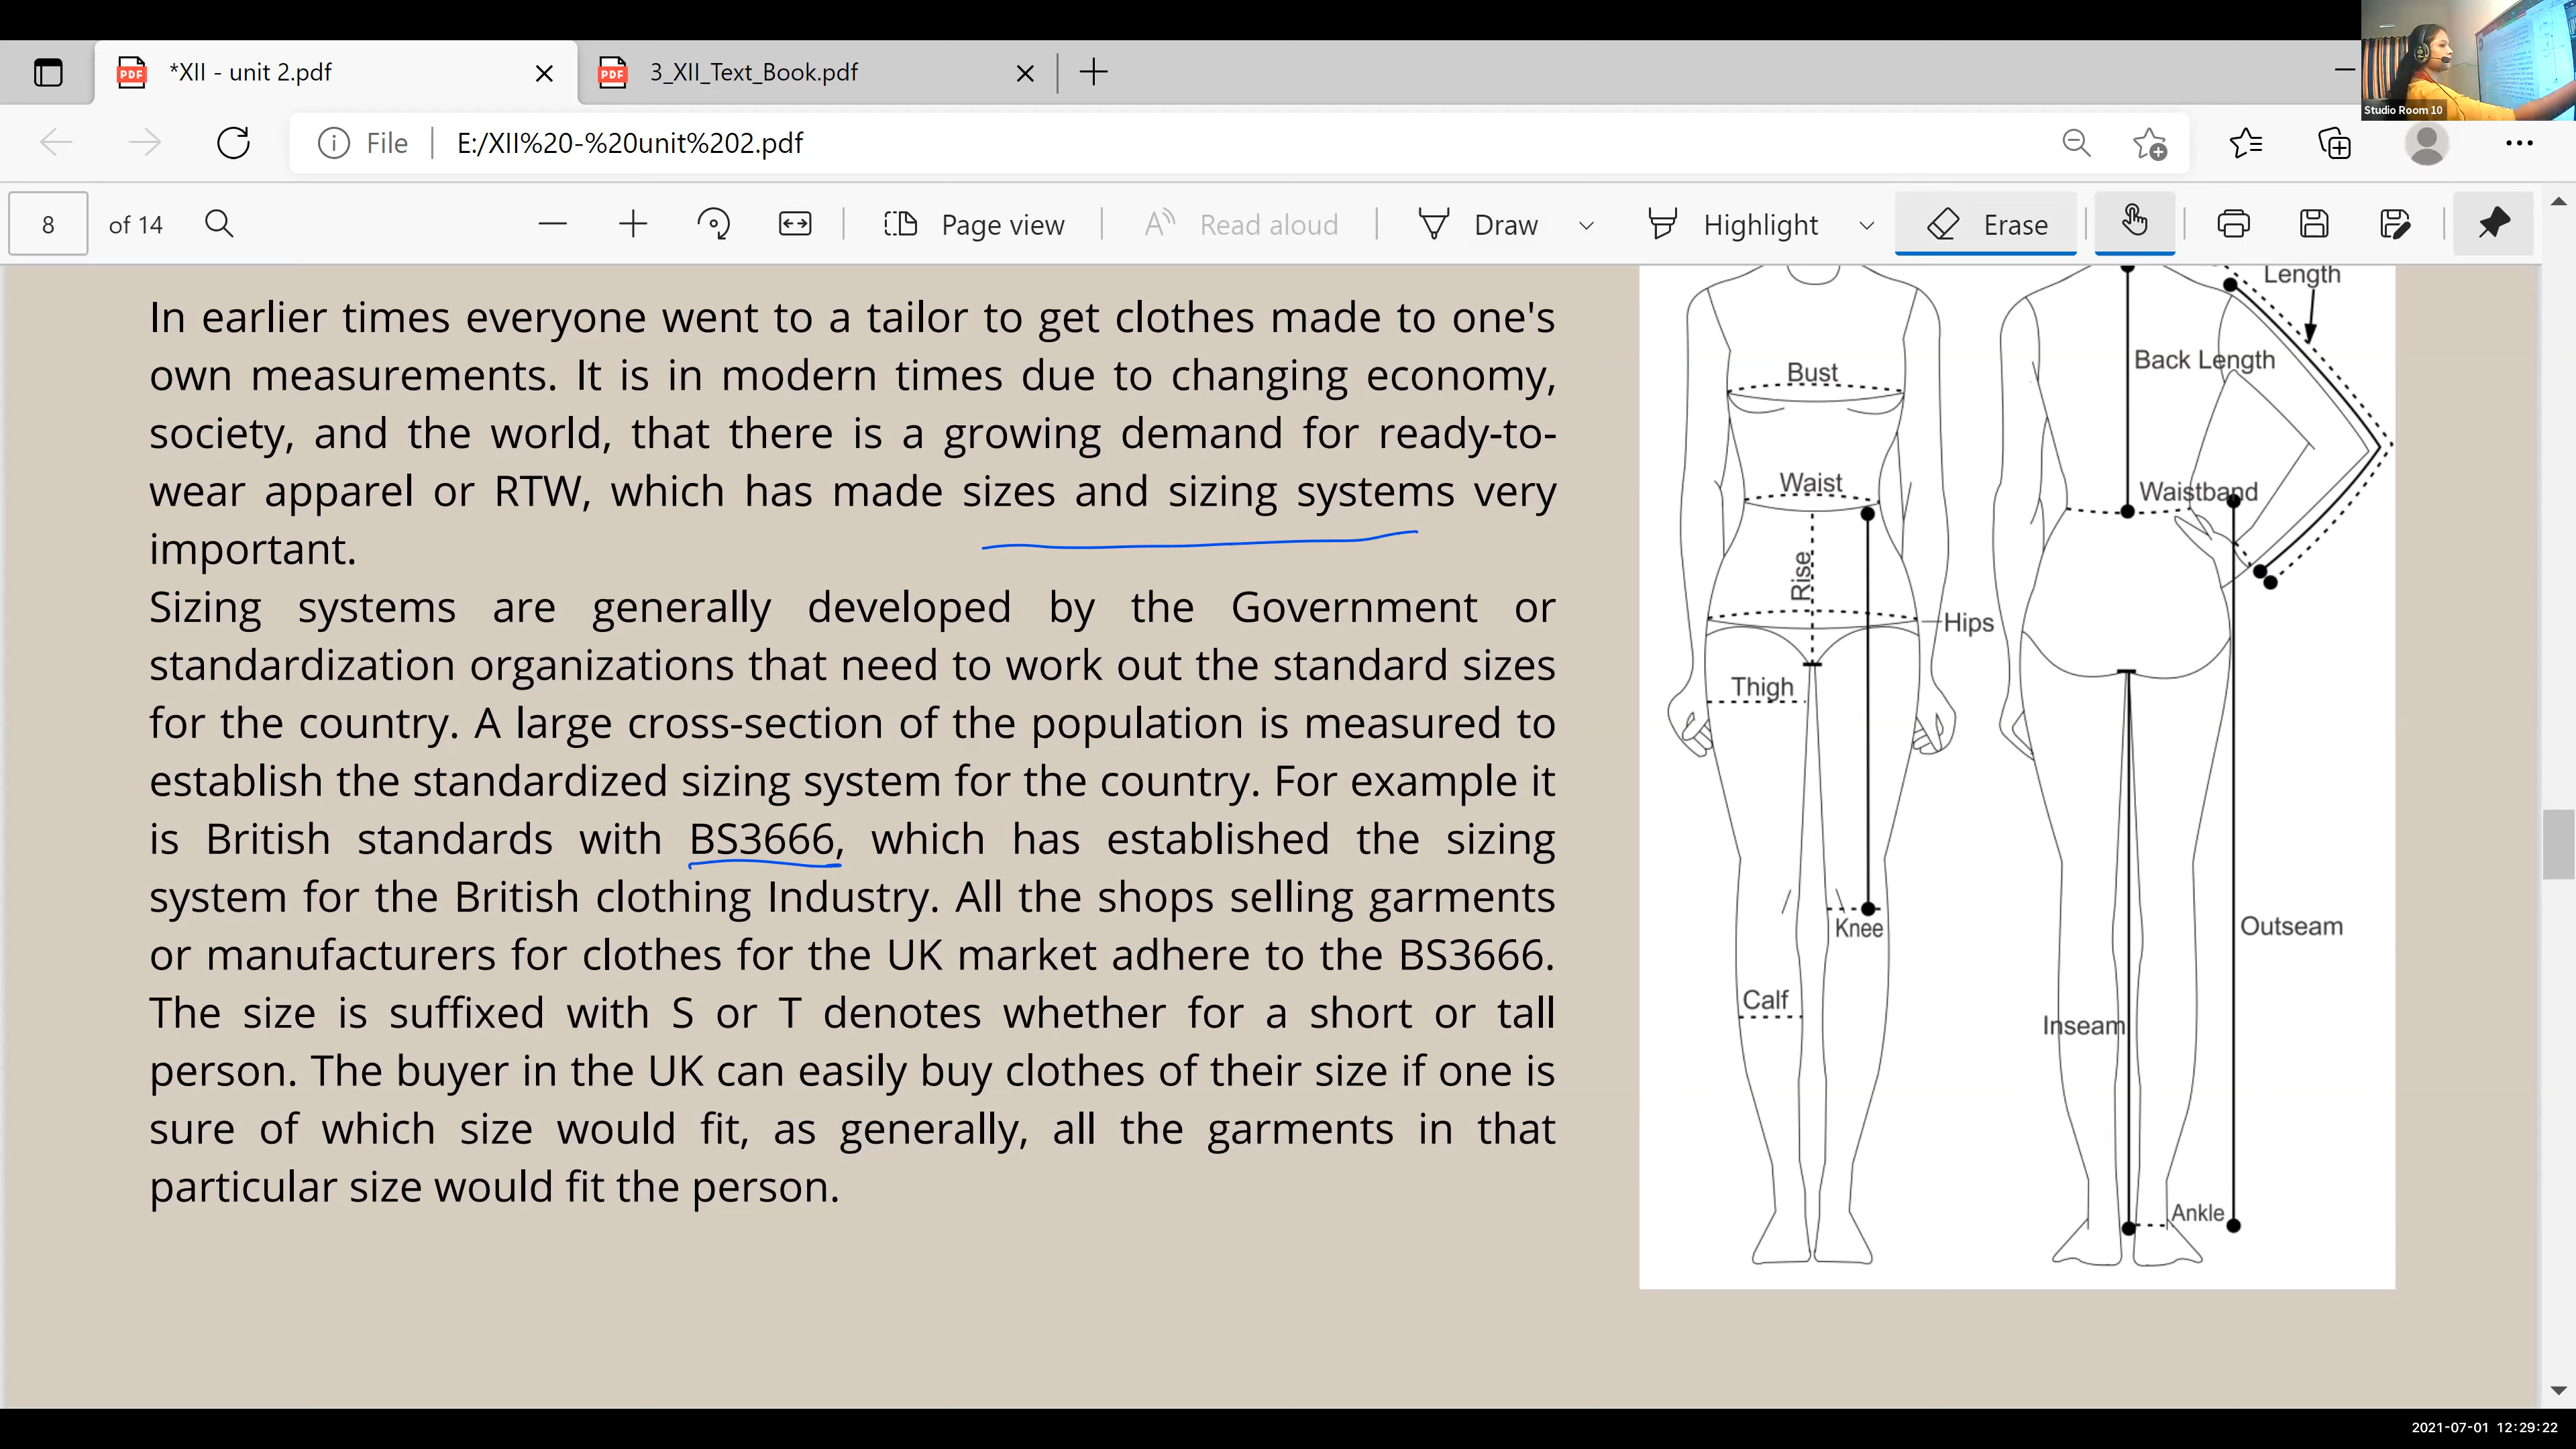 *XII - unit 2.pdf
3_XII_Text_Book.pdf
Studio Room 10
File
E:/XII%20-%20unit%202.pdf
8 of 14
Page view
Read aloud
Draw
Highlight
Erase
In earlier times everyone went to a tailor to get clothes made to one's
own measurements. It is in modern times due to changing economy,
society, and the world, that there is a growing demand for ready-to-
wear apparel or RTW, which has made sizes and sizing systems very
important.
Sizing systems are generally developed by the Government or
standardization organizations that need to work out the standard sizes
for the country. A large cross-section of the population is measured to
establish the standardized sizing system for the country. For example it
is British standards with BS3666, which has established the sizing
system for the British clothing Industry. All the shops selling garments
or manufacturers for clothes for the UK market adhere to the BS3666.
The size is suffixed with S or T denotes whether for a short or tall
person. The buyer in the UK can easily buy clothes of their size if one is
sure of which size would fit, as generally, all the garments in that
particular size would fit the person.
Length
Bust
Back Length
Waist
Waistband
Rise
Hips
Thigh
Knee
Outseam
Calf
Inseam
Ankle
2021-07-01 12:29:22